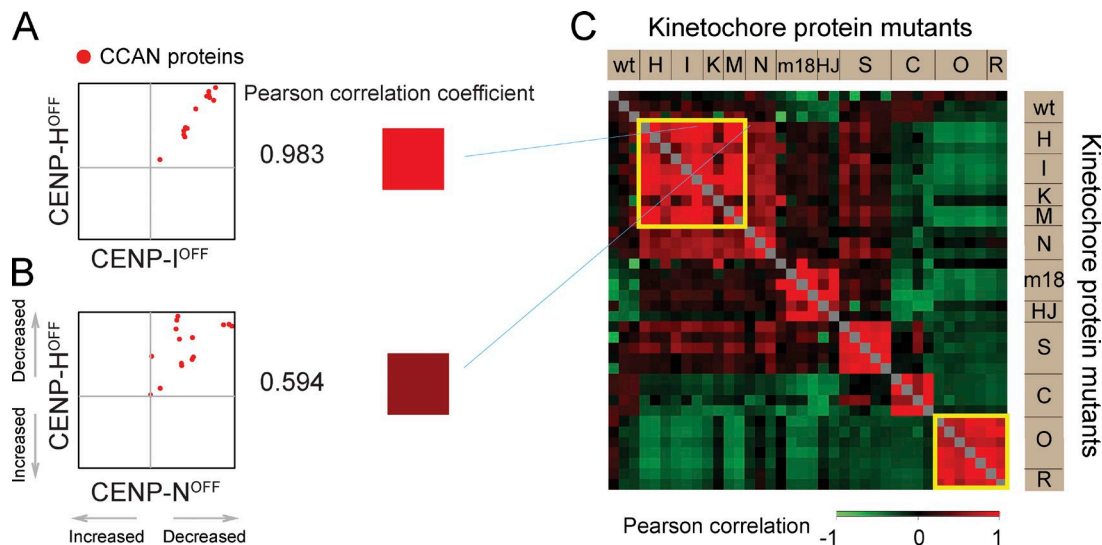 A
CCAN proteins
CENP-H^OFF
CENP-I^OFF
Pearson correlation coefficient
0.983
B
Decreased
Increased
CENP-H^OFF
CENP-N^OFF
Increased Decreased
0.594
C
Kinetochore protein mutants
wt H I K M N m18 HJ S C O R
wt
H
I
K
M
N
m18
HJ
S
C
O
R
Kinetochore protein mutants
Pearson correlation
-1 0 1